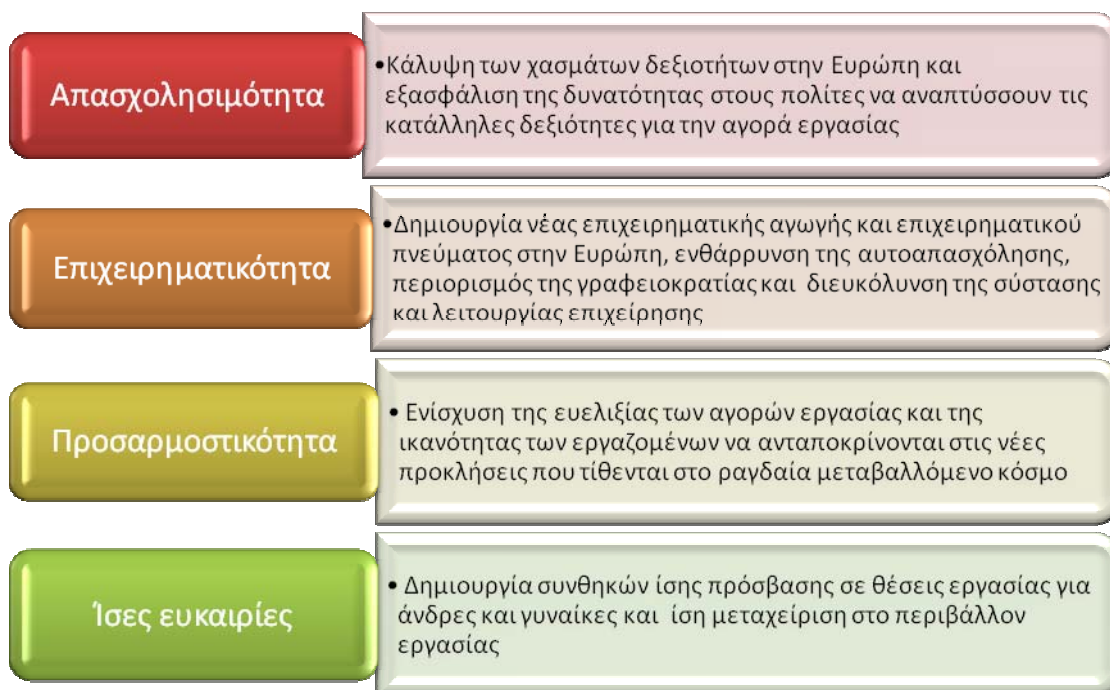 Απασχολησιμότητα
•Κάλυψη των χασμάτων δεξιοτήτων στην Ευρώπη και
εξασφάλιση της δυνατότητας στους πολίτες να αναπτύσσουν τις
κατάλληλες δεξιότητες για την αγορά εργασίας
Επιχειρηματικότητα
•Δημιουργία νέας επιχειρηματικής αγωγής και επιχειρηματικού
πνεύματος στην Ευρώπη, ενθάρρυνση της αυτοαπασχόλησης,
περιορισμός της γραφειοκρατίας και διευκόλυνση της σύστασης
και λειτουργίας επιχείρησης
Προσαρμοστικότητα
• Ενίσχυση της ευελιξίας των αγορών εργασίας και της
ικανότητας των εργαζομένων να ανταποκρίνονται στις νέες
προκλήσεις που τίθενται στο ραγδαία μεταβαλλόμενο κόσμο
Ίσες ευκαιρίες
• Δημιουργία συνθηκών ίσης πρόσβασης σε θέσεις εργασίας για
άνδρες και γυναίκες και ίση μεταχείριση στο περιβάλλον
εργασίας